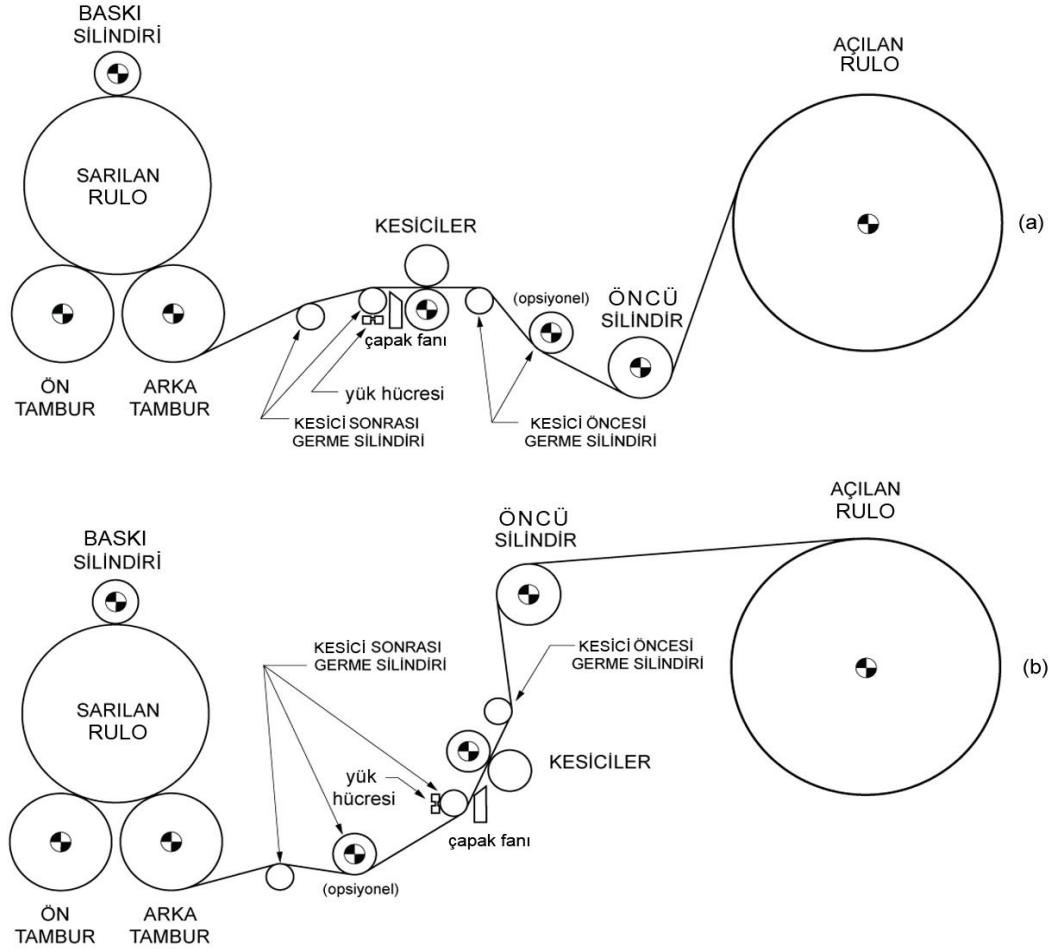 BASKI
SİLİNDİRİ
SARILAN
RULO
ÖN
TAMBUR
ARKA
TAMBUR
KESİCİLER
çapak fanı
yük hücresi
KESİCİ SONRASI
GERME SİLİNDİRİ
(opsiyonel)
ÖNCÜ
SİLİNDİR
KESİCİ ÖNCESİ
GERME SİLİNDİRİ
AÇILAN
RULO
(a)
BASKI
SİLİNDİRİ
SARILAN
RULO
ÖN
TAMBUR
ARKA
TAMBUR
KESİCİ SONRASI
GERME SİLİNDİRİ
yük
hücresi
(opsiyonel)
çapak fanı
KESİCİLER
KESİCİ ÖNCESİ
GERME SİLİNDİRİ
ÖNCÜ
SİLİNDİR
AÇILAN
RULO
(b)